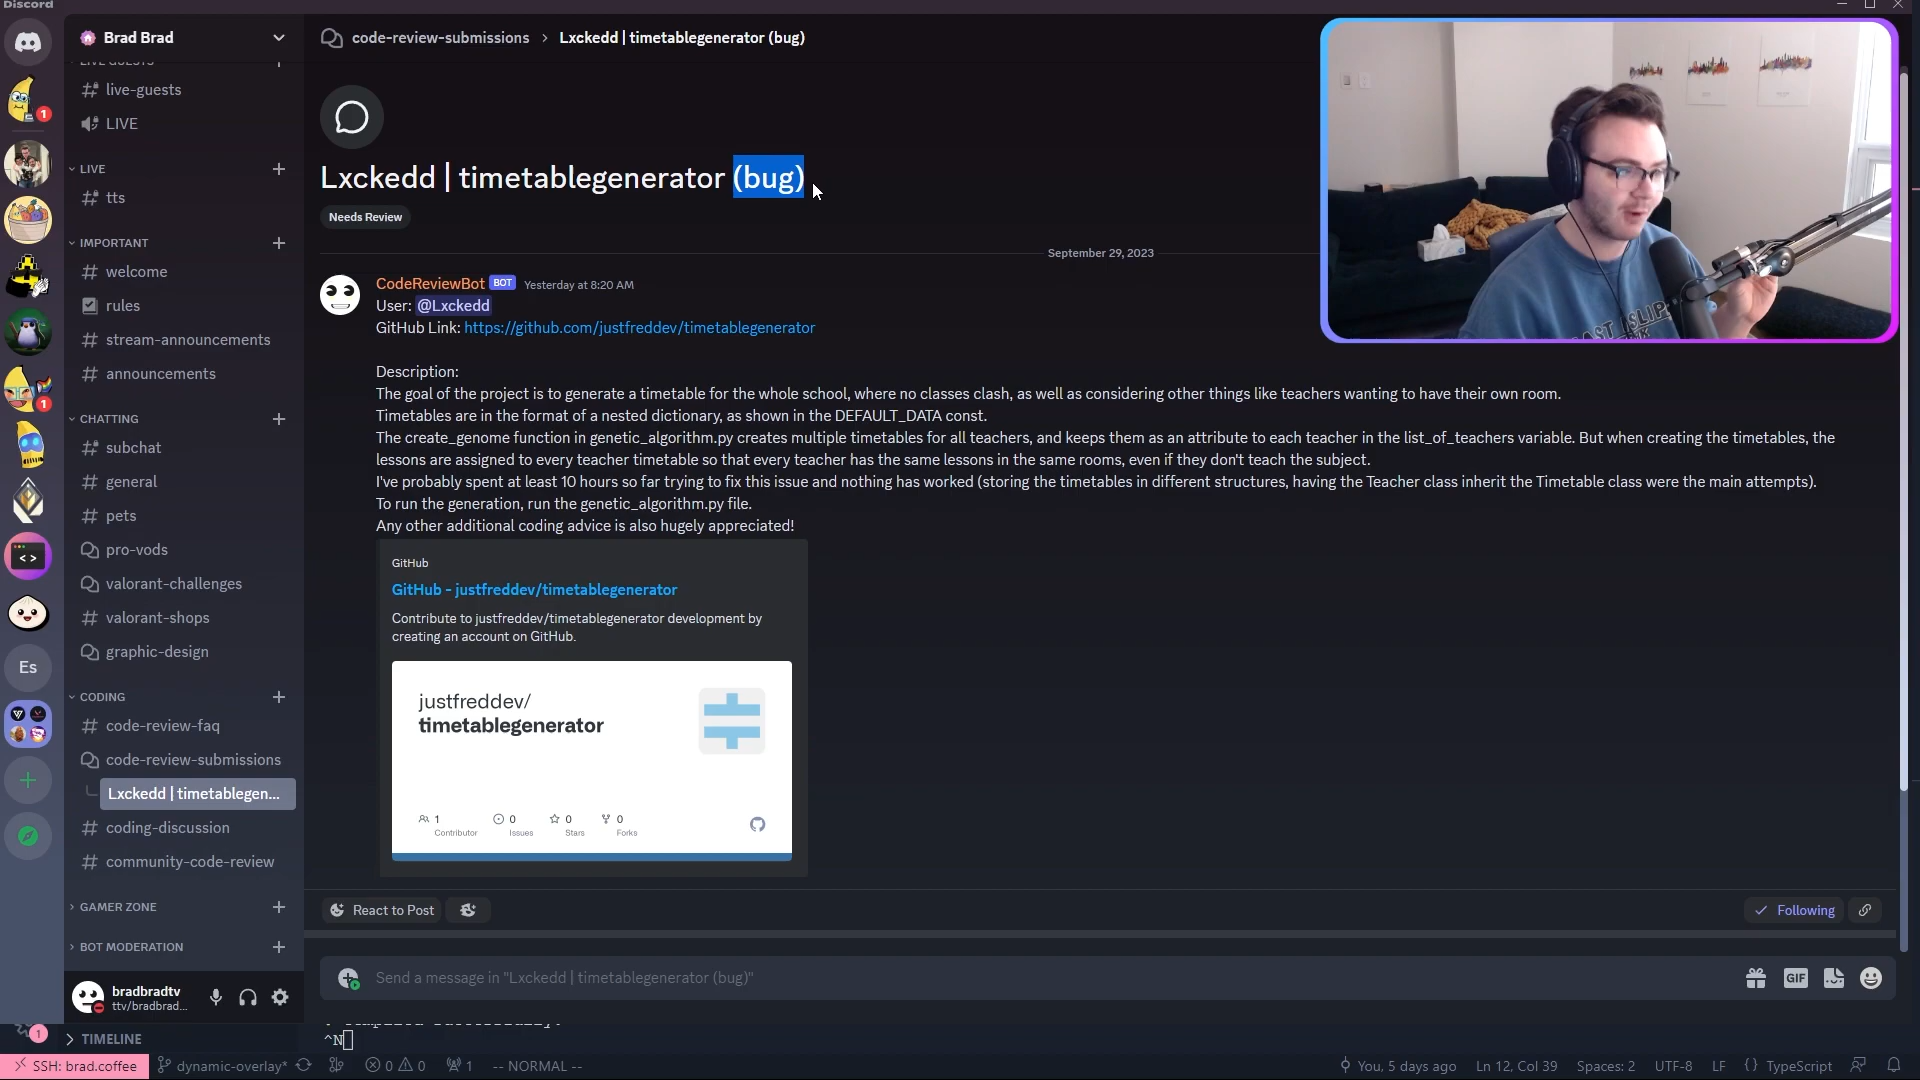 Discord
Brad Brad
live-guests
LIVE
LIVE
tts
IMPORTANT
welcome
rules
stream-announcements
announcements
CHATTING
subchat
general
pets
pro-vods
valorant-challenges
valorant-shops
graphic-design
CODING
code-review-faq
code-review-submissions
Lxckedd | timetablegen...
coding-discussion
community-code-review
GAMER ZONE
BOT MODERATION
bradbradtv
ttv/bradbrad...
1
1
Es
1
TIMELINE
code-review-submissions > Lxckedd | timetablegenerator (bug)
Lxckedd | timetablegenerator (bug)
Needs Review
September 29, 2023
CodeReviewBot BOT Yesterday at 8:20 AM
User: @Lxckedd
GitHub Link: https://github.com/justfreddev/timetablegenerator
Description:
The goal of the project is to generate a timetable for the whole school, where no classes clash, as well as considering other things like teachers wanting to have their own room.
Timetables are in the format of a nested dictionary, as shown in the DEFAULT_DATA const.
The create_genome function in genetic_algorithm.py creates multiple timetables for all teachers, and keeps them as an attribute to each teacher in the list_of_teachers variable. But when creating the timetables, the
lessons are assigned to every teacher timetable so that every teacher has the same lessons in the same rooms, even if they don't teach the subject.
I've probably spent at least 10 hours so far trying to fix this issue and nothing has worked (storing the timetables in different structures, having the Teacher class inherit the Timetable class were the main attempts).
To run the generation, run the genetic_algorithm.py file.
Any other additional coding advice is also hugely appreciated!
GitHub
GitHub - justfreddev/timetablegenerator
Contribute to justfreddev/timetablegenerator development by
creating an account on GitHub.
justfreddev/
timetablegenerator
1 0 0 0
Contributor Issues Stars Forks
React to Post
Following
Send a message in "Lxckedd | timetablegenerator (bug)"
GIF
^N
SSH: brad.coffee dynamic-overlay* 0 0 1 -- NORMAL -- You, 5 days ago Ln 12, Col 39 Spaces: 2 UTF-8 LF {} TypeScript